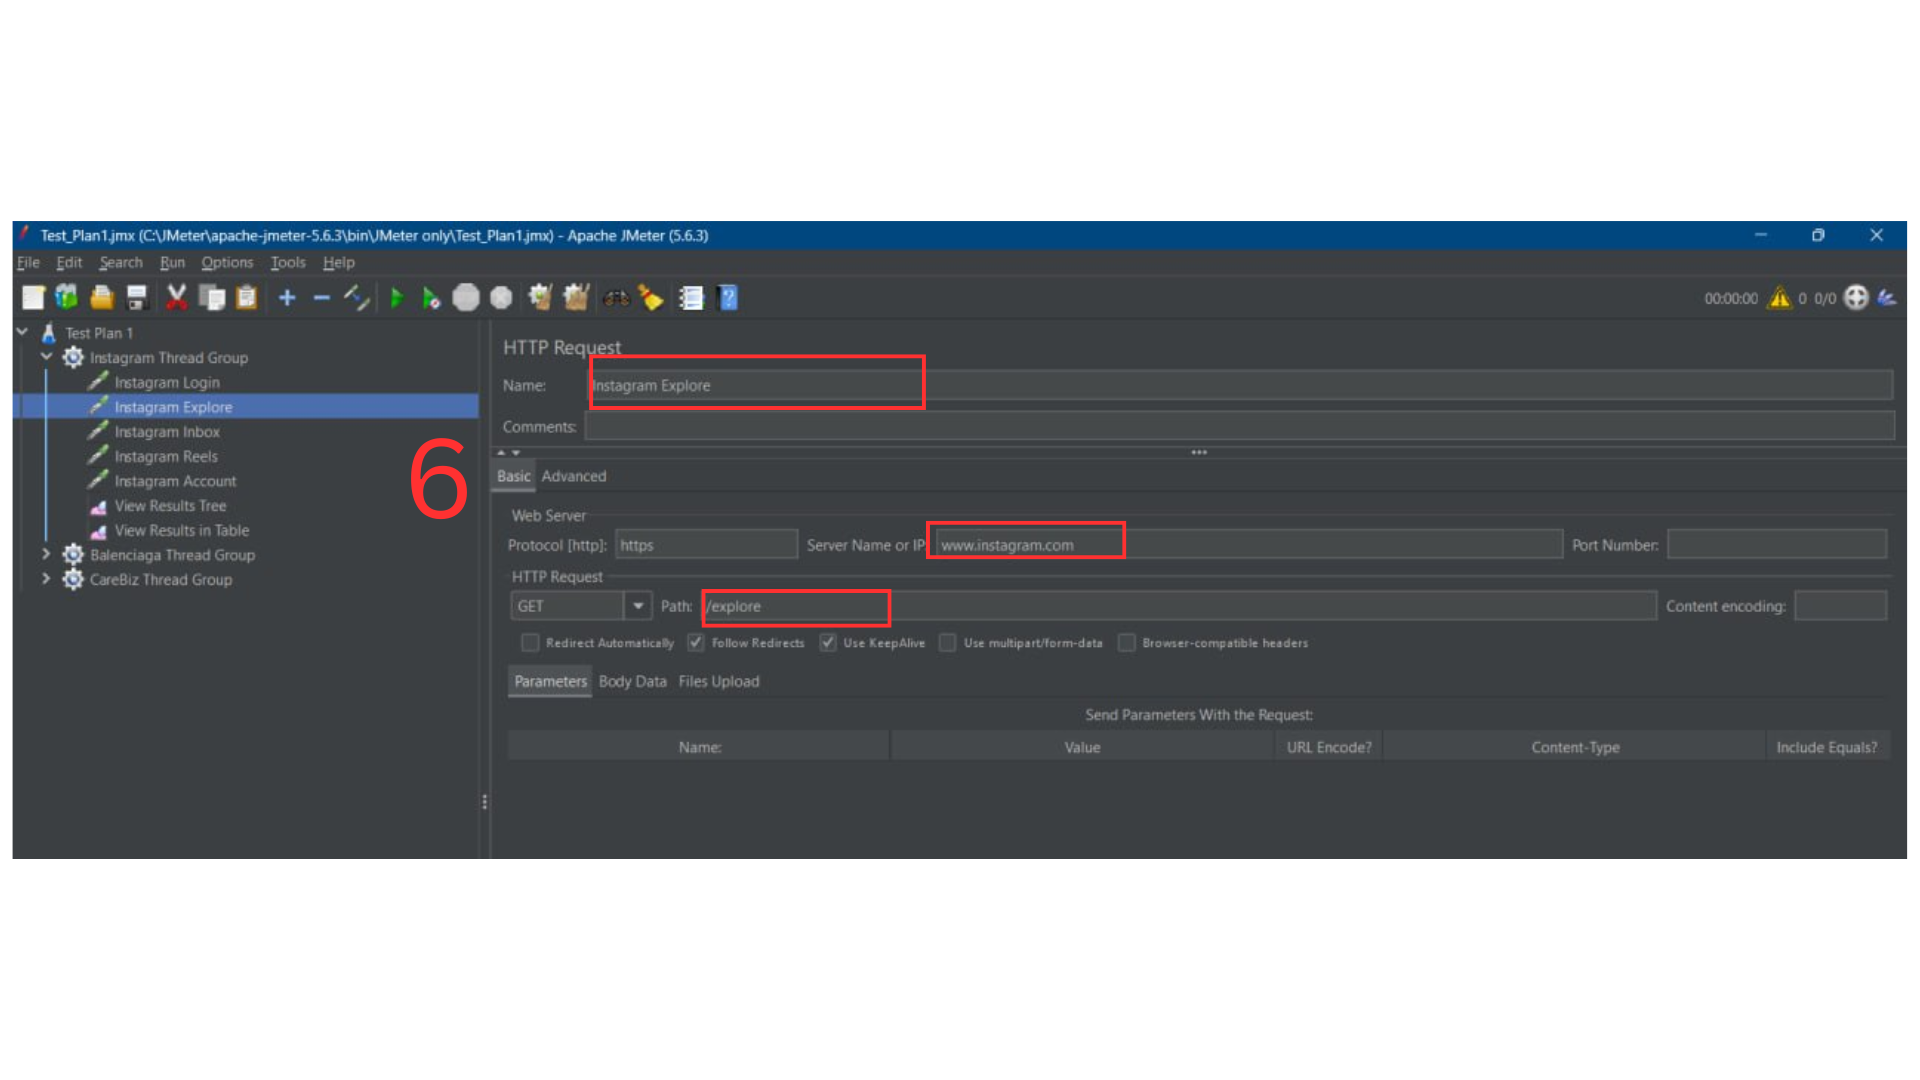 Test_Plan1.jmx (C:\JMeter\apache-jmeter-5.6.3\bin\JMeter only\Test_Plan1.jmx) - Apache JMeter (5.6.3)
File Edit Search Run Options Tools Help
00:00:00 0 0/0
Test Plan 1
Instagram Thread Group
Instagram Login
Instagram Explore
Instagram Inbox
Instagram Reels
Instagram Account
View Results Tree
View Results in Table
Balenciaga Thread Group
CareBiz Thread Group
6
HTTP Request
Name: Instagram Explore
Comments:
Basic Advanced
Web Server
Protocol [http]: https Server Name or IP www.instagram.com Port Number:
HTTP Request
GET Path: /explore Content encoding:
Redirect Automatically Follow Redirects Use KeepAlive Use multipart/form-data Browser-compatible headers
Parameters Body Data Files Upload
Send Parameters With the Request:
Name: Value URL Encode? Content-Type Include Equals?